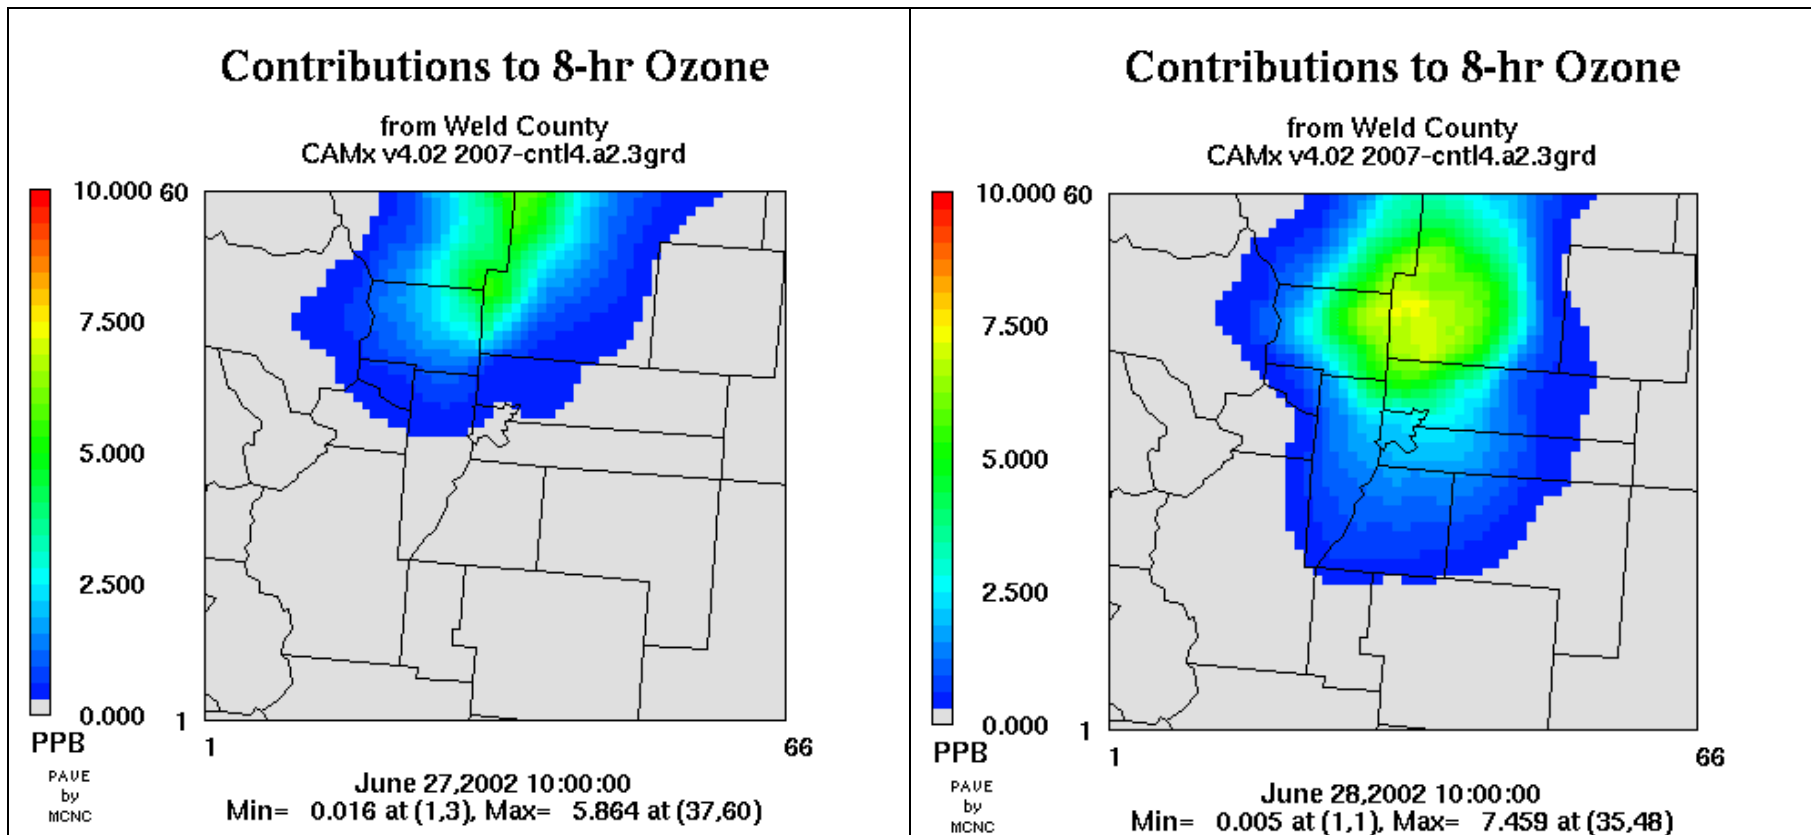 Contributions to 8-hr Ozone
from Weld County
CAMx v4.02 2007-cntl4.a2.3grd
10.000
7.500
5.000
2.500
0.000
PPB
PAVE
by
MCNC
60
1
1
66
June 27,2002 10:00:00
Min= 0.016 at (1,3), Max= 5.864 at (37,60)
Contributions to 8-hr Ozone
from Weld County
CAMx v4.02 2007-cntl4.a2.3grd
10.000
7.500
5.000
2.500
0.000
PPB
PAVE
by
MCNC
60
1
1
66
June 28,2002 10:00:00
Min= 0.005 at (1,1), Max= 7.459 at (35,48)